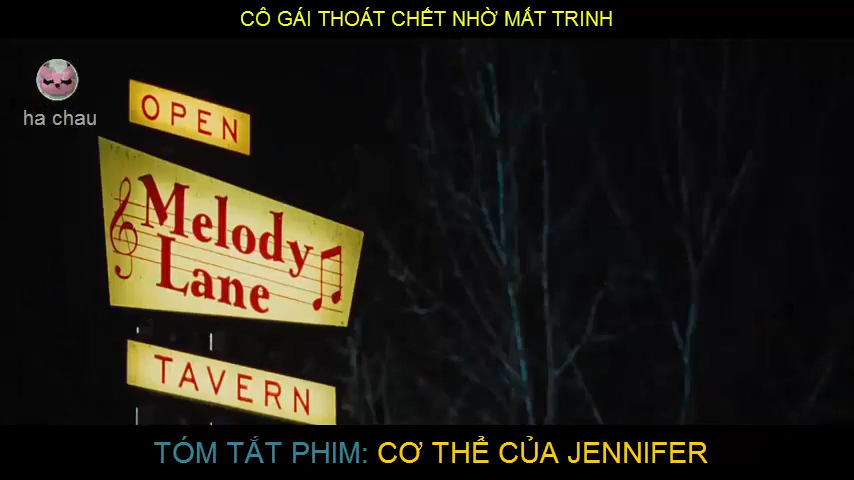 CÔ GÁI THOÁT CHẾT NHỜ MẤT TRINH
ha chau
OPEN
Melody
Lane
TAVERN
TÓM TẮT PHIM: CƠ THỂ CỦA JENNIFER